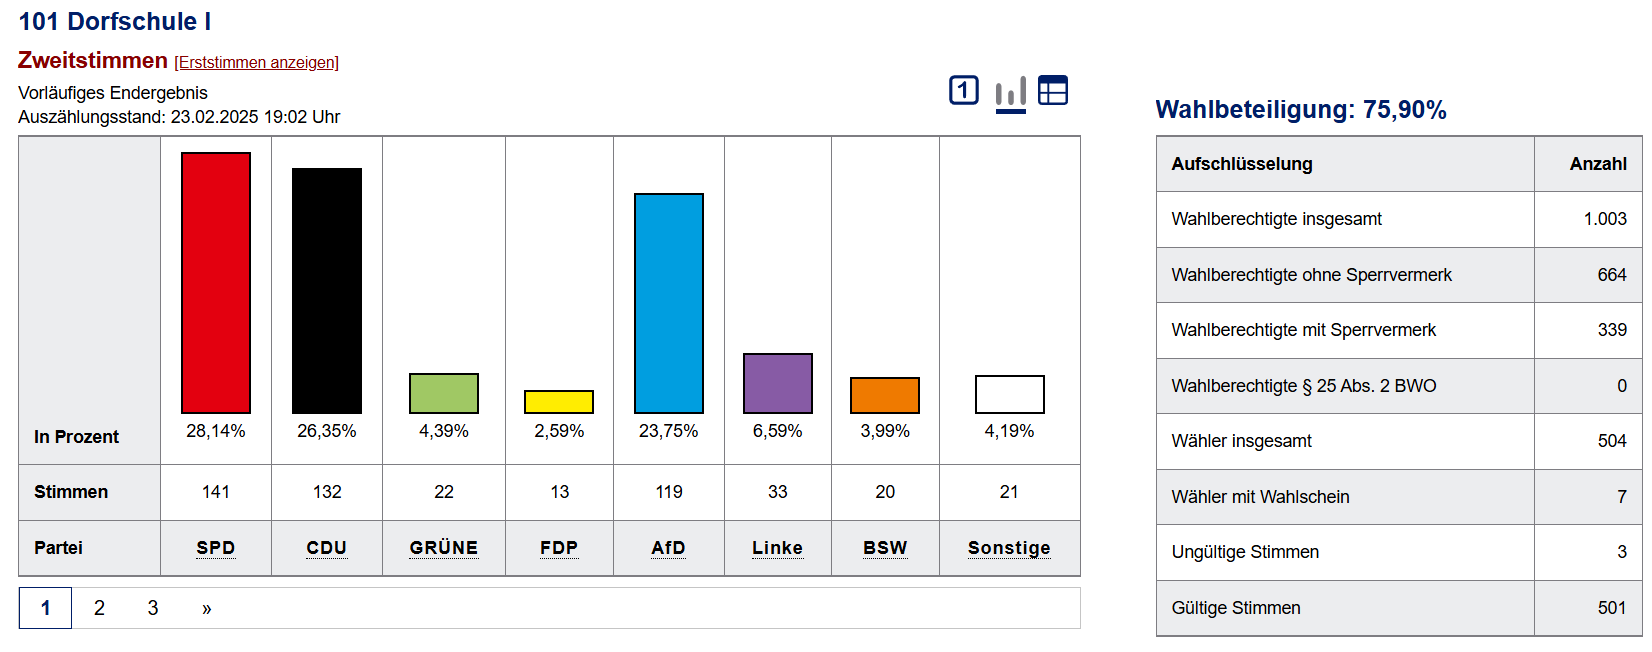 101 Dorfschule I
Zweitstimmen [Erststimmen anzeigen]
Vorläufiges Endergebnis
Auszählungsstand: 23.02.2025 19:02 Uhr
1
In Prozent 28,14% 26,35% 4,39% 2,59% 23,75% 6,59% 3,99% 4,19%
Stimmen 141 132 22 13 119 33 20 21
Partei SPD CDU GRÜNE FDP AfD Linke BSW Sonstige
1 2 3 »
Wahlbeteiligung: 75,90%
Aufschlüsselung Anzahl
Wahlberechtigte insgesamt 1.003
Wahlberechtigte ohne Sperrvermerk 664
Wahlberechtigte mit Sperrvermerk 339
Wahlberechtigte § 25 Abs. 2 BWO 0
Wähler insgesamt 504
Wähler mit Wahlschein 7
Ungültige Stimmen 3
Gültige Stimmen 501